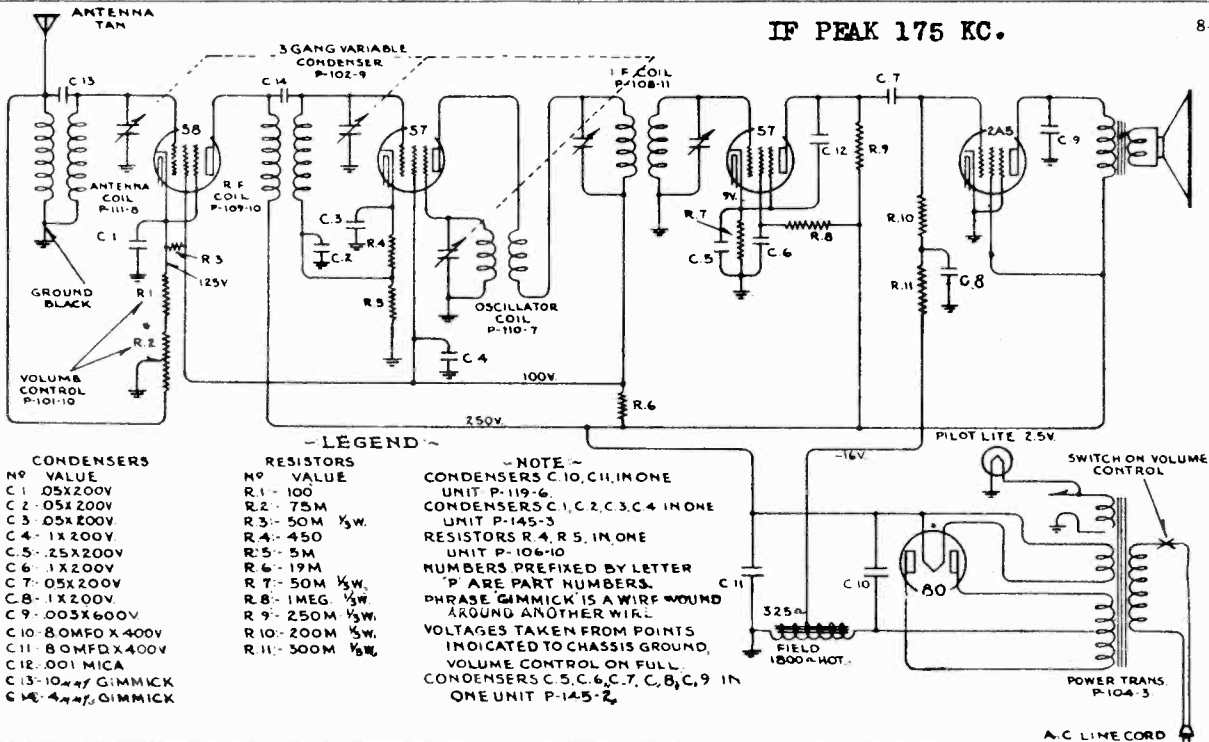 IF PEAK 175 KC.
8-
ANTENNA
TAN
3 GANG VARIABLE
CONDENSER
P-102-9
I F COIL
P-108-11
C 13
C 14
C.7
58
57
57
2A5
C.9
C.12
R.9
ANTENNA
COIL
P-111-8
R F
COIL
P-109-10
9V.
R.7
C.1
C.3
C.2
R.4
R.5
C.5
C.6
R.8
R.10
R.11
C.8
R 3
125V
GROUND
BLACK
R1
R.2
OSCILLATOR
COIL
P-110-7
C 4
VOLUME
CONTROL
P-101-10
100V.
R.6
250V.
-16V.
PILOT LITE 2.5V.
SWITCH ON VOLUME
CONTROL
C 11
C 10
80
325Ω
FIELD
1800Ω HOT.
POWER TRANS.
P-104-3
A.C LINE CORD
~LEGEND~
CONDENSERS
Nº VALUE
C 1 .05X200V
C 2 -.05X200V
C 3 -.05X200V.
C 4-.1X200V.
C.5-.25X200V
C6-.1X200V
C 7-.05X200V
C.8-.1X200V.
C 9-.003X600V
C 10-8.0MFD X 400V
C 11-8.0MFD.X400V
C 12-.001 MICA
C 13-10µµf GIMMICK
C 14-4µµf. GIMMICK
RESISTORS
Nº VALUE
R.1:- 100
R.2:- 75M
R.3:- 50M ⅓W.
R.4:- 450
R.5:- 5M
R.6:- 19M
R 7:- 50M ⅓W.
R 8:- 1MEG. ⅓W.
R 9:- 250M ⅓W.
R 10:- 200M ⅓W.
R.11:- 300M ⅓W.
~NOTE~
CONDENSERS C.10, C11, IN ONE
UNIT P-119-6.
CONDENSERS C.1, C.2, C.3, C.4 IN ONE
UNIT P-145-3
RESISTORS R.4, R 5, IN ONE
UNIT P-106-10
NUMBERS PREFIXED BY LETTER
'P' ARE PART NUMBERS.
PHRASE GIMMICK IS A WIRE WOUND
AROUND ANOTHER WIRE
VOLTAGES TAKEN FROM POINTS
INDICATED TO CHASSIS GROUND,
VOLUME CONTROL ON FULL.
CONDENSERS C.5, C.6, C.7, C,8, C,9 IN
ONE UNIT P-145-2